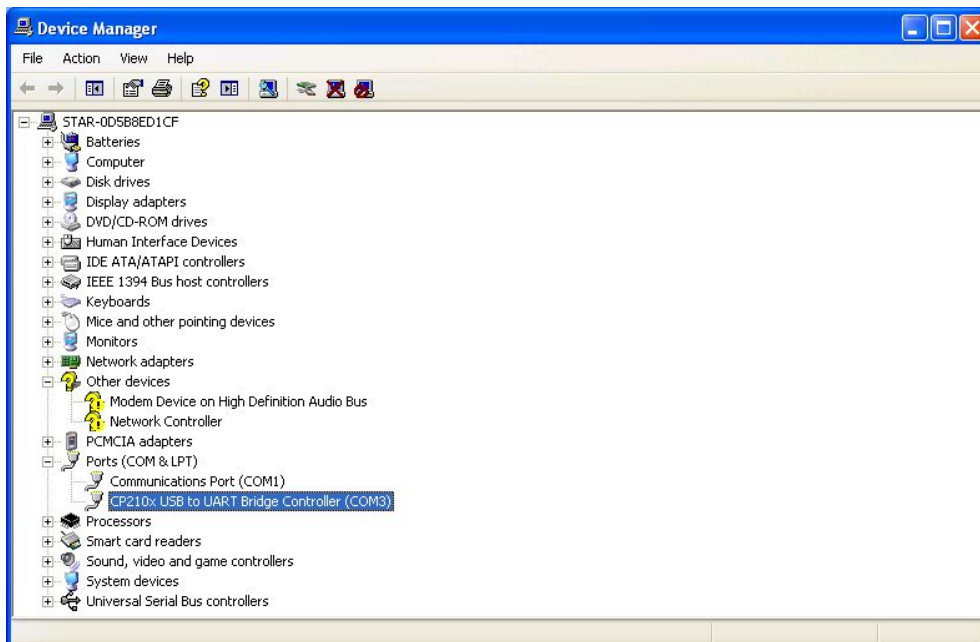 Device Manager
File Action View Help
STAR-0D5B8ED1CF
Batteries
Computer
Disk drives
Display adapters
DVD/CD-ROM drives
Human Interface Devices
IDE ATA/ATAPI controllers
IEEE 1394 Bus host controllers
Keyboards
Mice and other pointing devices
Monitors
Network adapters
Other devices
Modem Device on High Definition Audio Bus
Network Controller
PCMCIA adapters
Ports (COM & LPT)
Communications Port (COM1)
CP210x USB to UART Bridge Controller (COM3)
Processors
Smart card readers
Sound, video and game controllers
System devices
Universal Serial Bus controllers